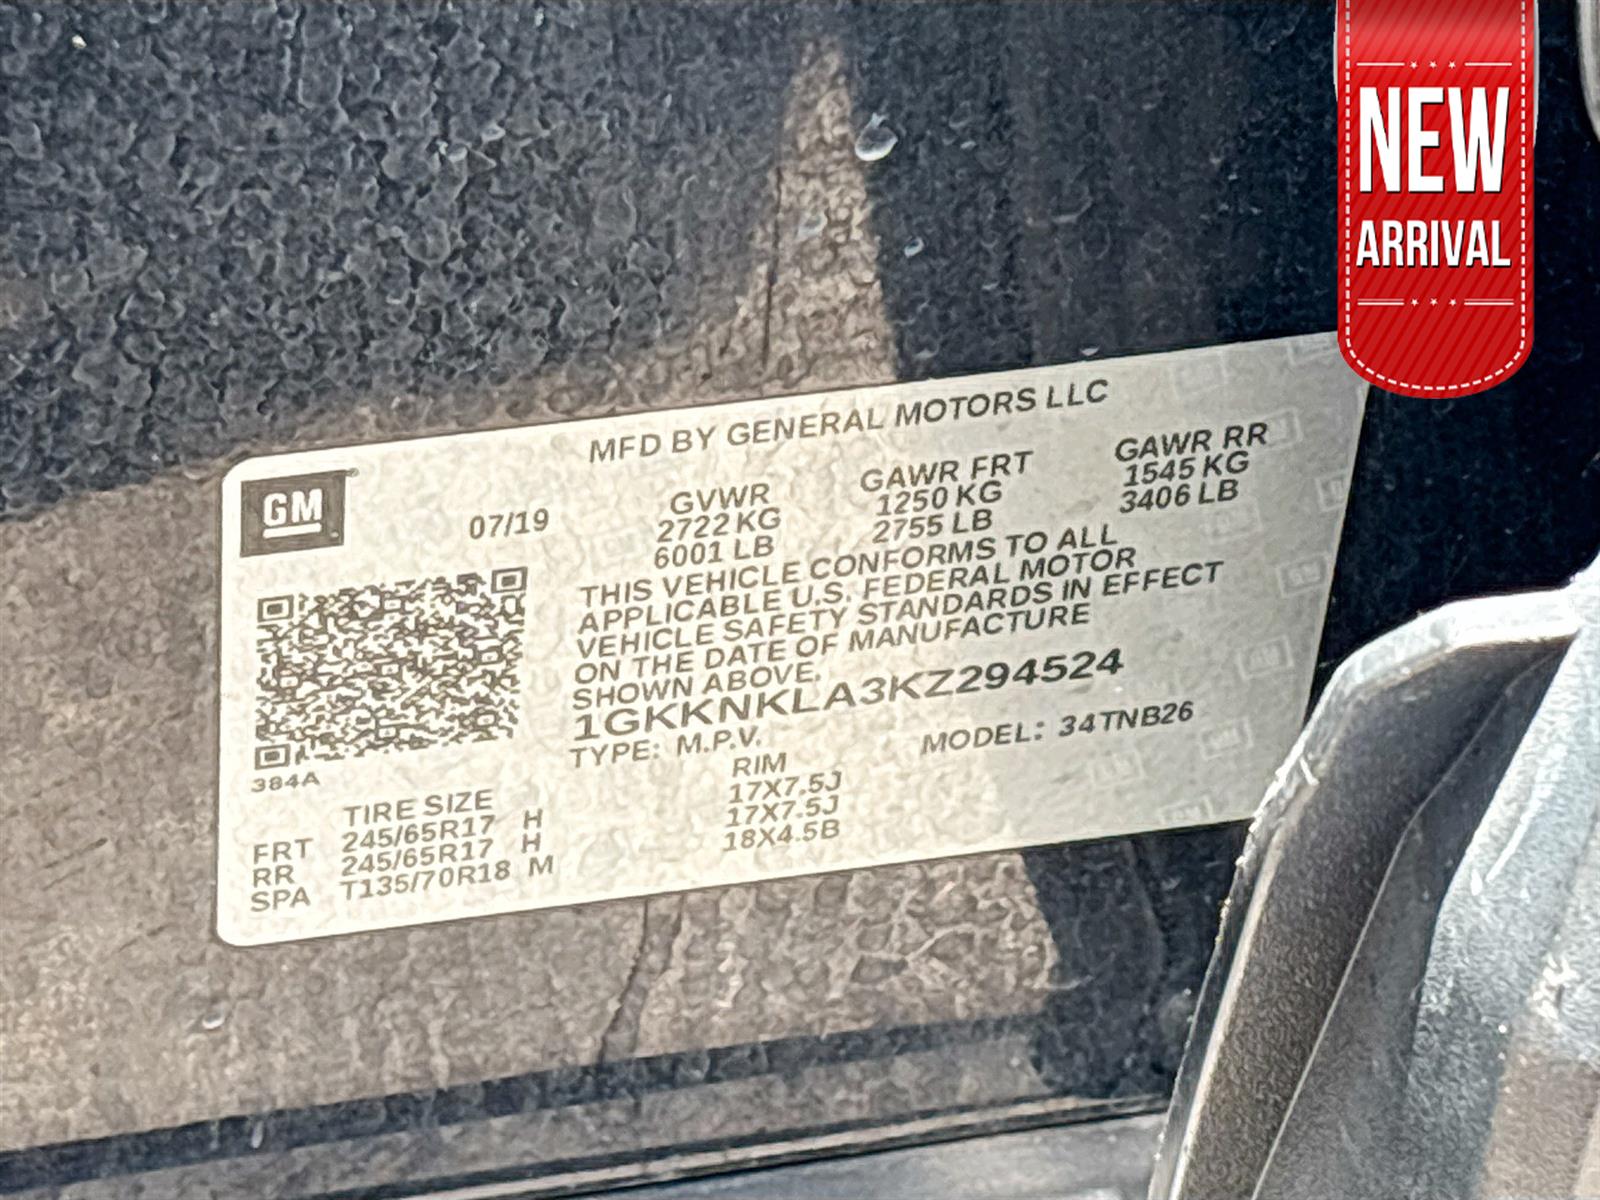 NEW
ARRIVAL
MFD BY GENERAL MOTORS LLC
GM
07/19
GVWR
2722 KG
6001 LB
GAWR FRT
1250 KG
2755 LB
GAWR RR
1545 KG
3406 LB
THIS VEHICLE CONFORMS TO ALL
APPLICABLE U.S. FEDERAL MOTOR
VEHICLE SAFETY STANDARDS IN EFFECT
ON THE DATE OF MANUFACTURE
SHOWN ABOVE.
1GKKNKLA3KZ294524
TYPE: M.P.V. MODEL: 34TNB26
384A
TIRE SIZE RIM
FRT 245/65R17 H 17X7.5J
RR 245/65R17 H 17X7.5J
SPA T135/70R18 M 18X4.5B